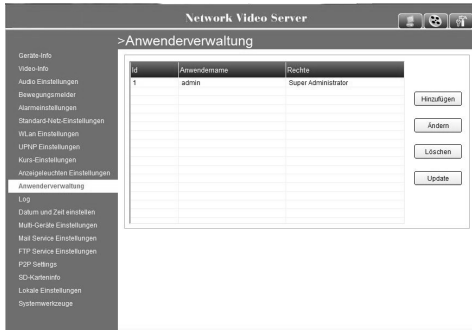 Network Video Server
>Anwenderverwaltung
Geräte-Info
Video-Info
Audio Einstellungen
Bewegungsmelder
Alarmeinstellungen
Standard-Netz-Einstellungen
WLan Einstellungen
UPNP Einstellungen
Kurs-Einstellungen
Anzeigeleuchten Einstellungen
Anwenderverwaltung
Log
Datum und Zeit einstellen
Multi-Geräte Einstellungen
Mail Service Einstellungen
FTP Service Einstellungen
P2P Settings
SD-Karteninfo
Lokale Einstellungen
Systemwerkzeuge
Id Anwendername Rechte
1 admin Super Administrator
Hinzufügen
Ändern
Löschen
Update